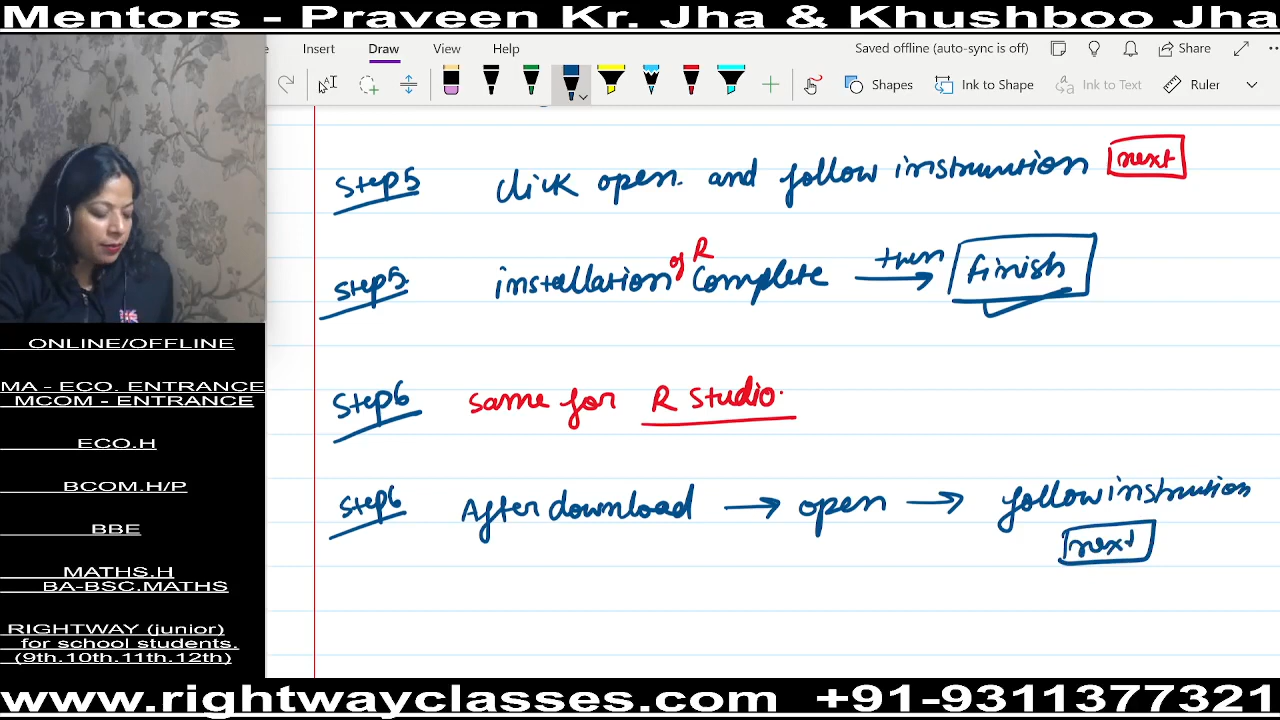 Mentors - Praveen Kr. Jha & Khushboo Jha
Insert Draw View Help Saved offline (auto-sync is off) Share
Shapes Ink to Shape Ink to Text Ruler
Step5 click open. and follow instruction next
Step5 installation of R Complete then finish
Step6 same for R Studio.
Step6 After download → open → follow instrution
next
ONLINE/OFFLINE
MA - ECO. ENTRANCE
MCOM - ENTRANCE
ECO.H
BCOM.H/P
BBE
MATHS.H
BA-BSC.MATHS
RIGHTWAY (junior)
for school students.
(9th.10th.11th.12th)
www.rightwayclasses.com +91-9311377321